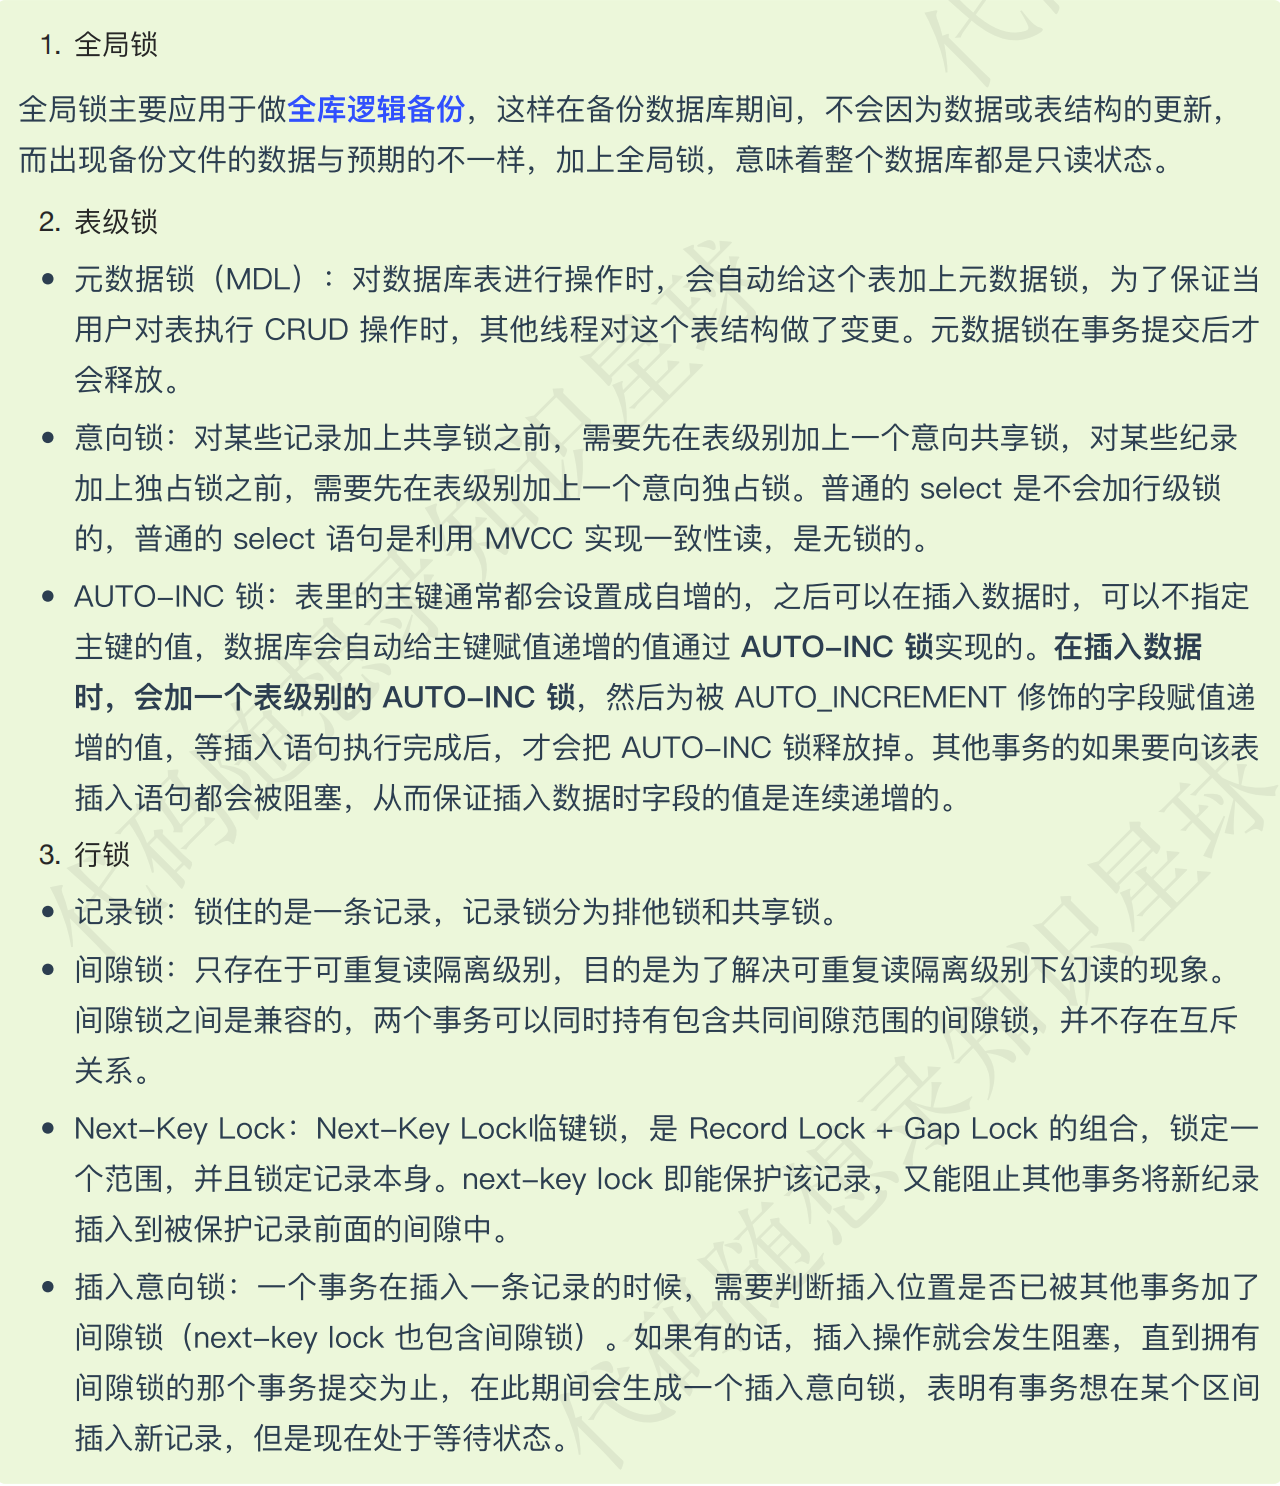 1. 全局锁
全局锁主要应用于做全库逻辑备份，这样在备份数据库期间，不会因为数据或表结构的更新，
而出现备份文件的数据与预期的不一样，加上全局锁，意味着整个数据库都是只读状态。
2. 表级锁
• 元数据锁（MDL）：对数据库表进行操作时，会自动给这个表加上元数据锁，为了保证当
用户对表执行 CRUD 操作时，其他线程对这个表结构做了变更。元数据锁在事务提交后才
会释放。
• 意向锁：对某些记录加上共享锁之前，需要先在表级别加上一个意向共享锁，对某些纪录
加上独占锁之前，需要先在表级别加上一个意向独占锁。普通的 select 是不会加行级锁
的，普通的 select 语句是利用 MVCC 实现一致性读，是无锁的。
• AUTO-INC 锁：表里的主键通常都会设置成自增的，之后可以在插入数据时，可以不指定
主键的值，数据库会自动给主键赋值递增的值通过 AUTO-INC 锁实现的。在插入数据
时，会加一个表级别的 AUTO-INC 锁，然后为被 AUTO_INCREMENT 修饰的字段赋值递
增的值，等插入语句执行完成后，才会把 AUTO-INC 锁释放掉。其他事务的如果要向该表
插入语句都会被阻塞，从而保证插入数据时字段的值是连续递增的。
3. 行锁
• 记录锁：锁住的是一条记录，记录锁分为排他锁和共享锁。
• 间隙锁：只存在于可重复读隔离级别，目的是为了解决可重复读隔离级别下幻读的现象。
间隙锁之间是兼容的，两个事务可以同时持有包含共同间隙范围的间隙锁，并不存在互斥
关系。
• Next-Key Lock：Next-Key Lock临键锁，是 Record Lock + Gap Lock 的组合，锁定一
个范围，并且锁定记录本身。next-key lock 即能保护该记录，又能阻止其他事务将新纪录
插入到被保护记录前面的间隙中。
• 插入意向锁：一个事务在插入一条记录的时候，需要判断插入位置是否已被其他事务加了
间隙锁（next-key lock 也包含间隙锁）。如果有的话，插入操作就会发生阻塞，直到拥有
间隙锁的那个事务提交为止，在此期间会生成一个插入意向锁，表明有事务想在某个区间
插入新记录，但是现在处于等待状态。
代码随想录知识星球
代码随想录知识星球
代